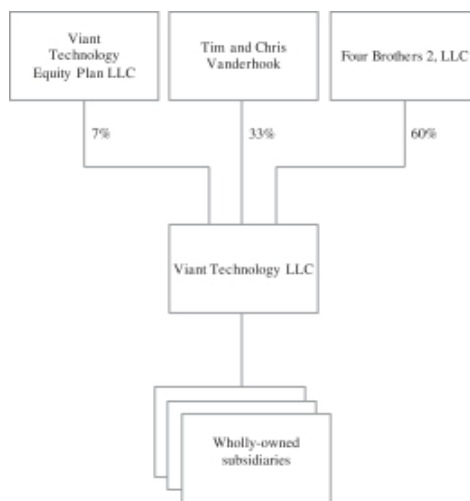 Viant
Technology
Equity Plan LLC
Tim and Chris
Vanderhook
Four Brothers 2, LLC
7%
33%
60%
Viant Technology LLC
Wholly-owned
subsidiaries